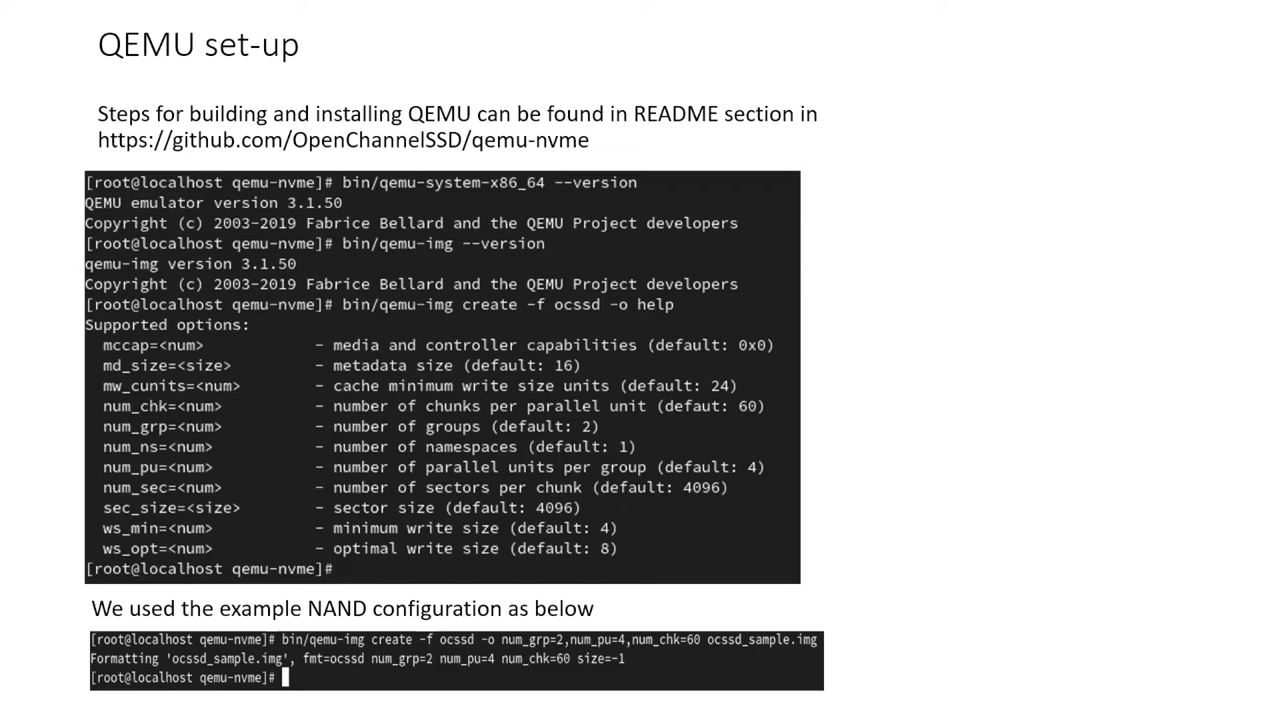 QEMU set-up
Steps for building and installing QEMU can be found in README section in
https://github.com/OpenChannelSSD/qemu-nvme
[root@localhost qemu-nvme]# bin/qemu-system-x86_64 --version
QEMU emulator version 3.1.50
Copyright (c) 2003-2019 Fabrice Bellard and the QEMU Project developers
[root@localhost qemu-nvme]# bin/qemu-img --version
qemu-img version 3.1.50
Copyright (c) 2003-2019 Fabrice Bellard and the QEMU Project developers
[root@localhost qemu-nvme]# bin/qemu-img create -f ocssd -o help
Supported options:
mccap=<num> - media and controller capabilities (default: 0x0)
md_size=<size> - metadata size (default: 16)
mw_cunits=<num> - cache minimum write size units (default: 24)
num_chk=<num> - number of chunks per parallel unit (defaut: 60)
num_grp=<num> - number of groups (default: 2)
num_ns=<num> - number of namespaces (default: 1)
num_pu=<num> - number of parallel units per group (default: 4)
num_sec=<num> - number of sectors per chunk (default: 4096)
sec_size=<size> - sector size (default: 4096)
ws_min=<num> - minimum write size (default: 4)
ws_opt=<num> - optimal write size (default: 8)
[root@localhost qemu-nvme]#
We used the example NAND configuration as below
[root@localhost qemu-nvme]# bin/qemu-img create -f ocssd -o num_grp=2,num_pu=4,num_chk=60 ocssd_sample.img
Formatting 'ocssd_sample.img', fmt=ocssd num_grp=2 num_pu=4 num_chk=60 size=-1
[root@localhost qemu-nvme]#